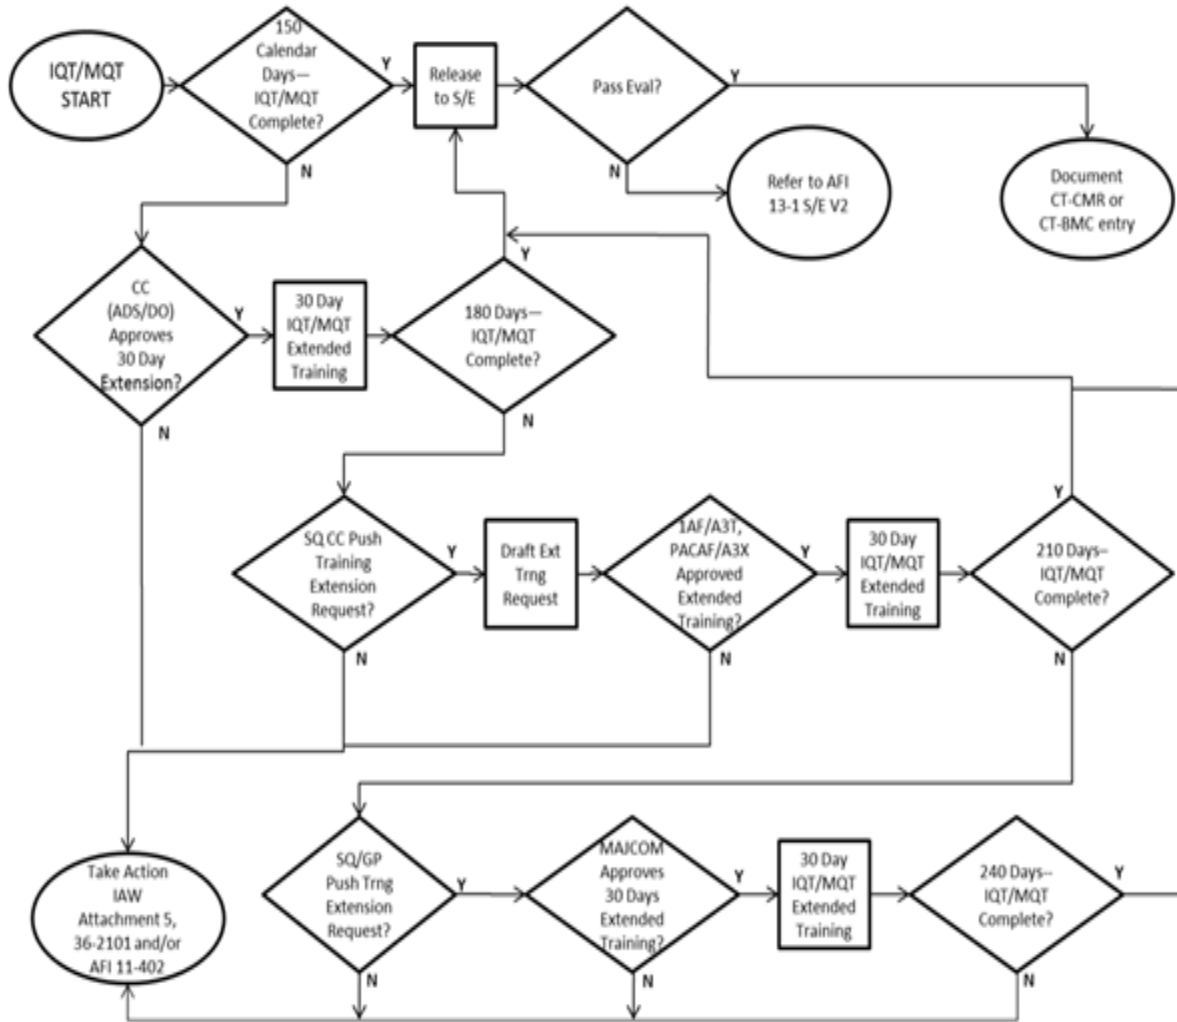 IQT/MQT
START
150
Calendar
Days—
IQT/MQT
Complete?
Y
N
Release
to S/E
Pass Eval?
Y
N
Refer to AFI
13-1 S/E V2
Document
CT-CMR or
CT-BMC entry
CC
(ADS/DO)
Approves
30 Day
Extension?
Y
N
30 Day
IQT/MQT
Extended
Training
180 Days—
IQT/MQT
Complete?
Y
N
SQ CC Push
Training
Extension
Request?
Y
N
Draft Ext
Trng
Request
1AF/A3T,
PACAF/A3X
Approved
Extended
Training?
Y
N
30 Day
IQT/MQT
Extended
Training
210 Days–
IQT/MQT
Complete?
Y
N
Take Action
IAW
Attachment 5,
36-2101 and/or
AFI 11-402
SQ/GP
Push Trng
Extension
Request?
Y
N
MAJCOM
Approves
30 Days
Extended
Training?
Y
N
30 Day
IQT/MQT
Extended
Training
240 Days--
IQT/MQT
Complete?
Y
N